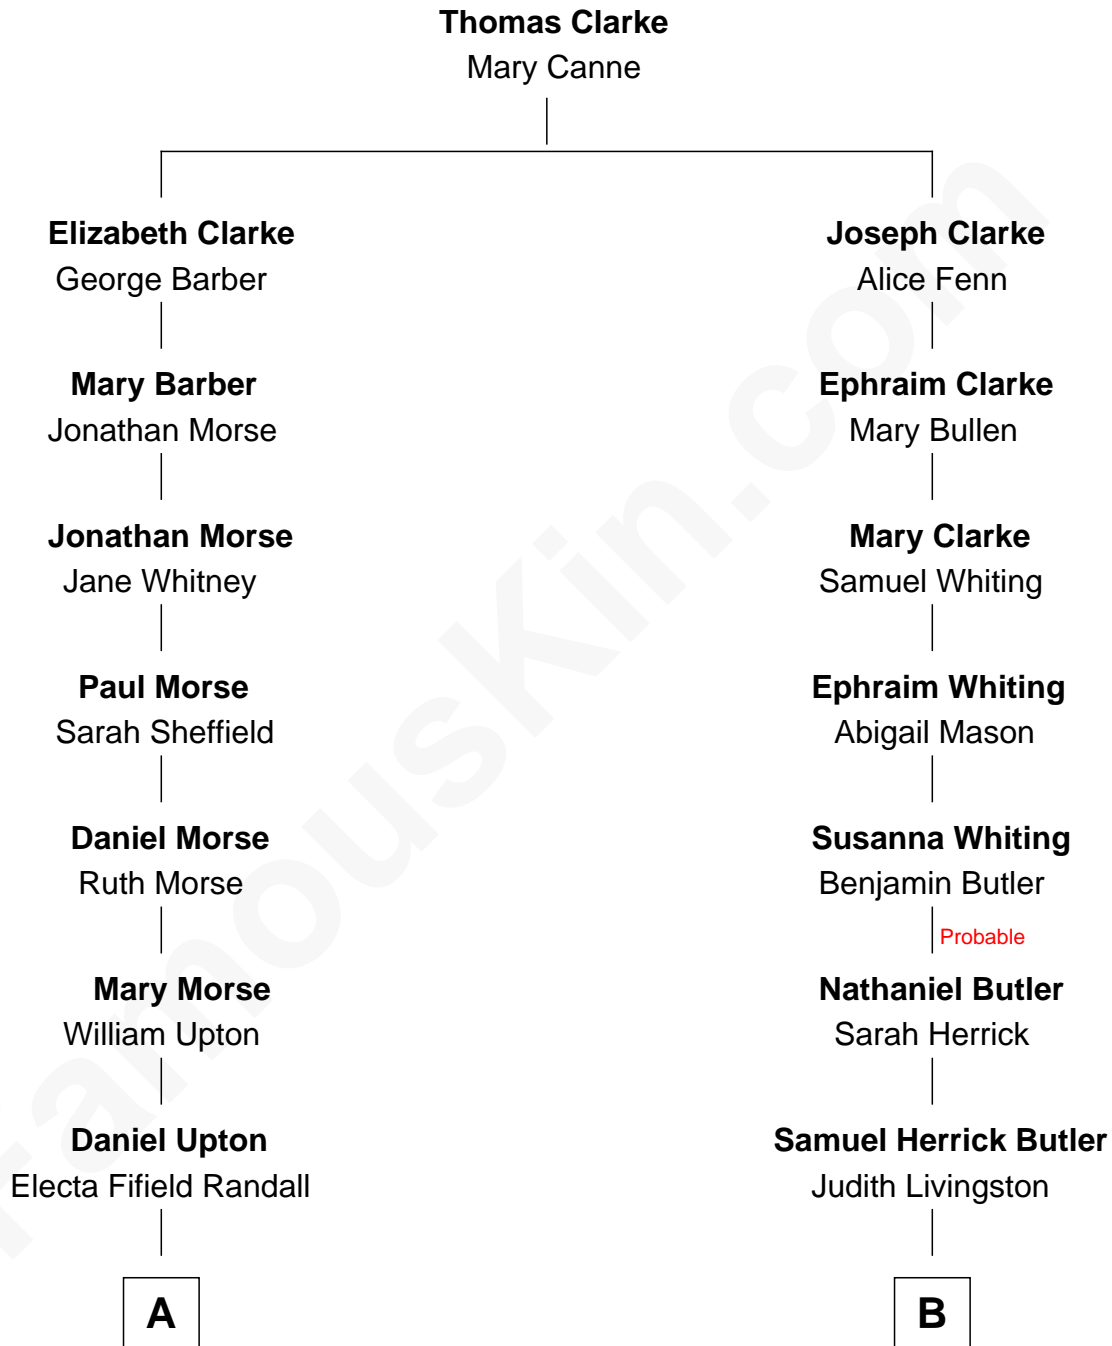 Thomas Clarke
Mary Canne
Elizabeth Clarke
George Barber
Joseph Clarke
Alice Fenn
Mary Barber
Jonathan Morse
Ephraim Clarke
Mary Bullen
Jonathan Morse
Jane Whitney
Mary Clarke
Samuel Whiting
Paul Morse
Sarah Sheffield
Ephraim Whiting
Abigail Mason
Daniel Morse
Ruth Morse
Susanna Whiting
Benjamin Butler
Probable
Mary Morse
William Upton
Nathaniel Butler
Sarah Herrick
Daniel Upton
Electa Fifield Randall
Samuel Herrick Butler
Judith Livingston
A
B
FamousKin.com